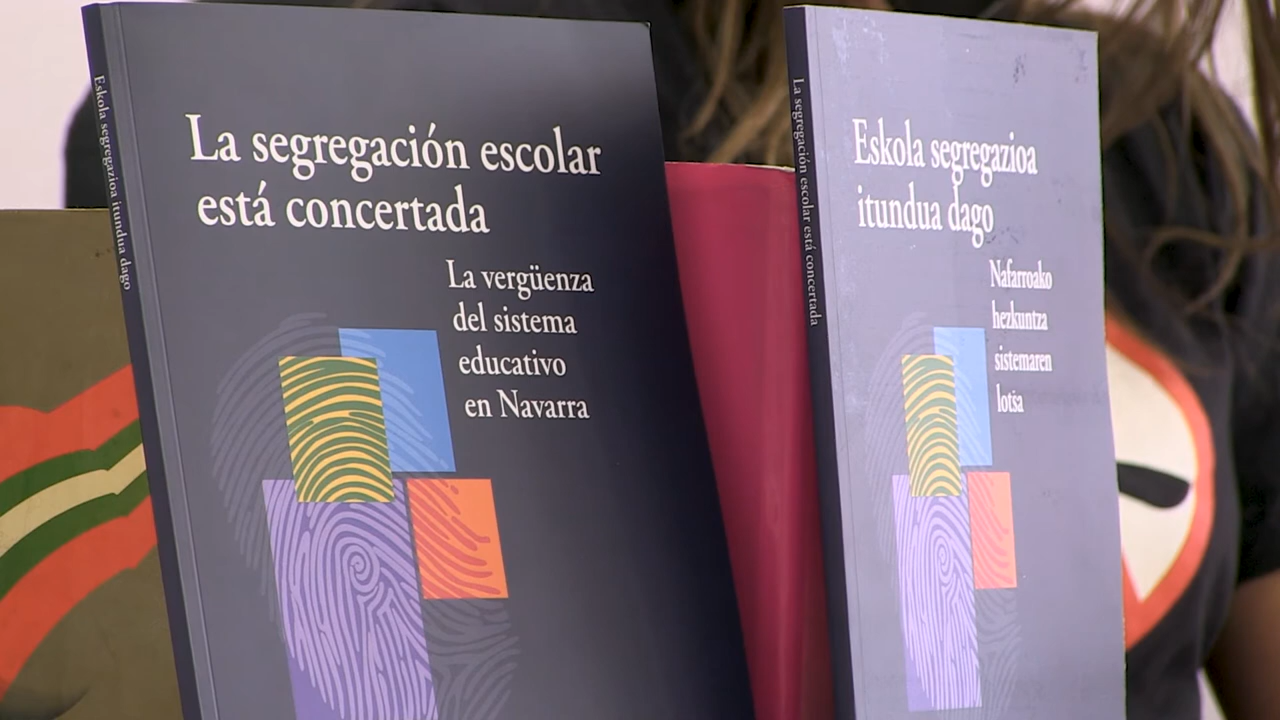 Eskola segregazioa itundua dago
La segregación escolar
está concertada
La vergüenza
del sistema
educativo
en Navarra
La segregación escolar está concertada
Eskola segregazioa
itundua dago
Nafarroako
hezkuntza
sistemaren
lotsa